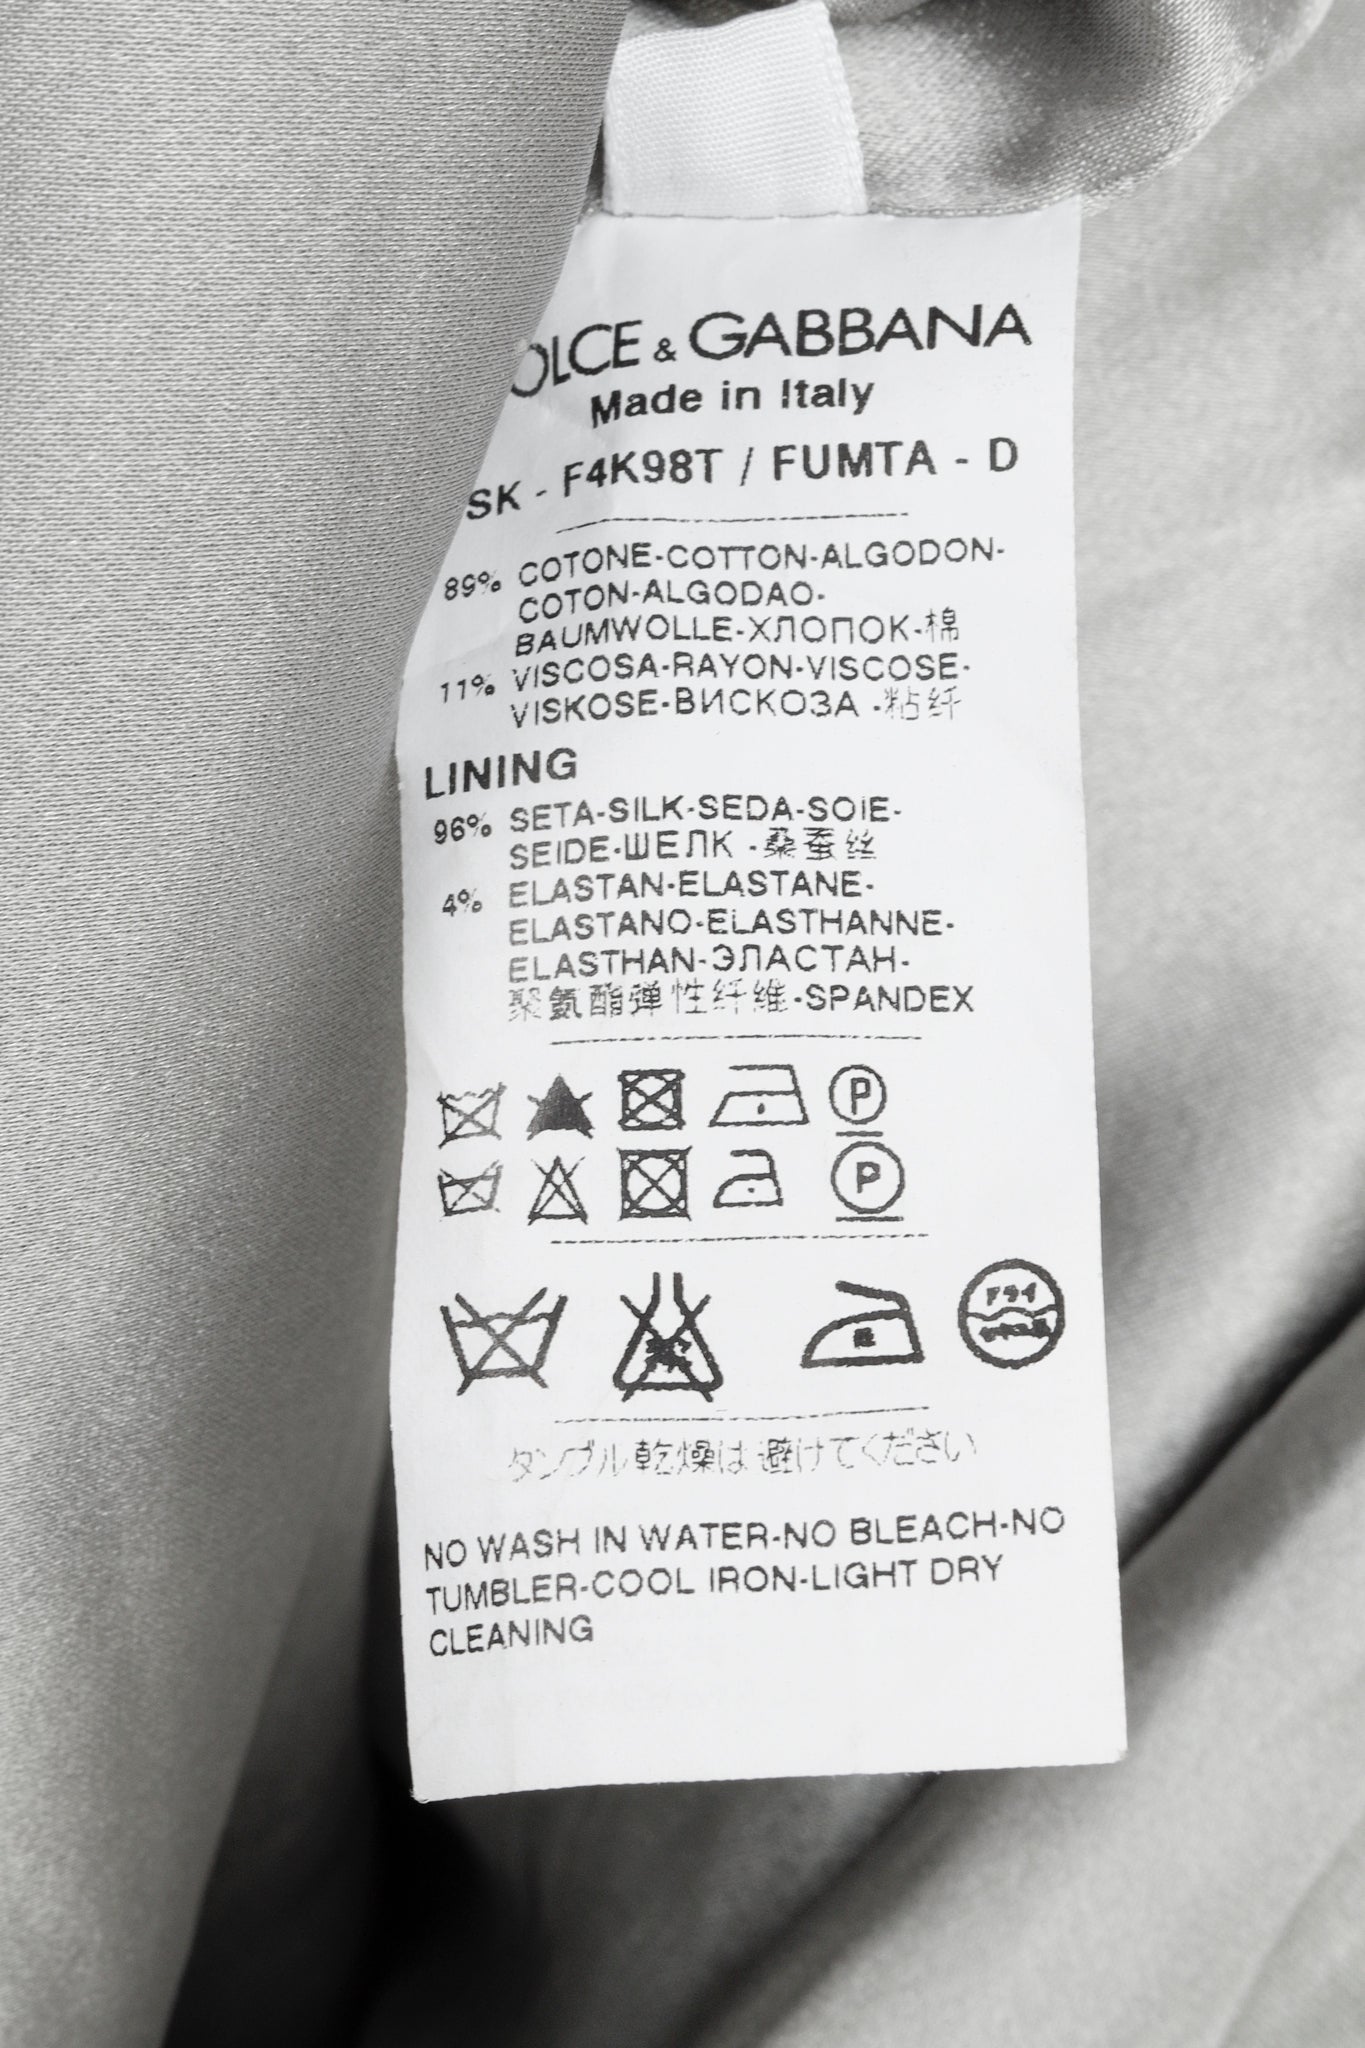 OLCE & GABBANA
Made in Italy
SK - F4K98T / FUMTA - D
89% COTONE-COTTON-ALGODON-
COTON-ALGODAO-
BAUMWOLLE-ХЛОПОК-棉
11% VISCOSA-RAYON-VISCOSE-
VISKOSE-ВИСКОЗА -粘纤
LINING
96% SETA-SILK-SEDA-SOIE-
SEIDE-ШЕЛК -桑蚕丝
4% ELASTAN-ELASTANE-
ELASTANO-ELASTHANNE-
ELASTHAN-ЭЛАСТАН-
聚氨酯弹性纤维-SPANDEX
P
P
ドライ
タンブル乾燥は避けてください
NO WASH IN WATER-NO BLEACH-NO
TUMBLER-COOL IRON-LIGHT DRY
CLEANING